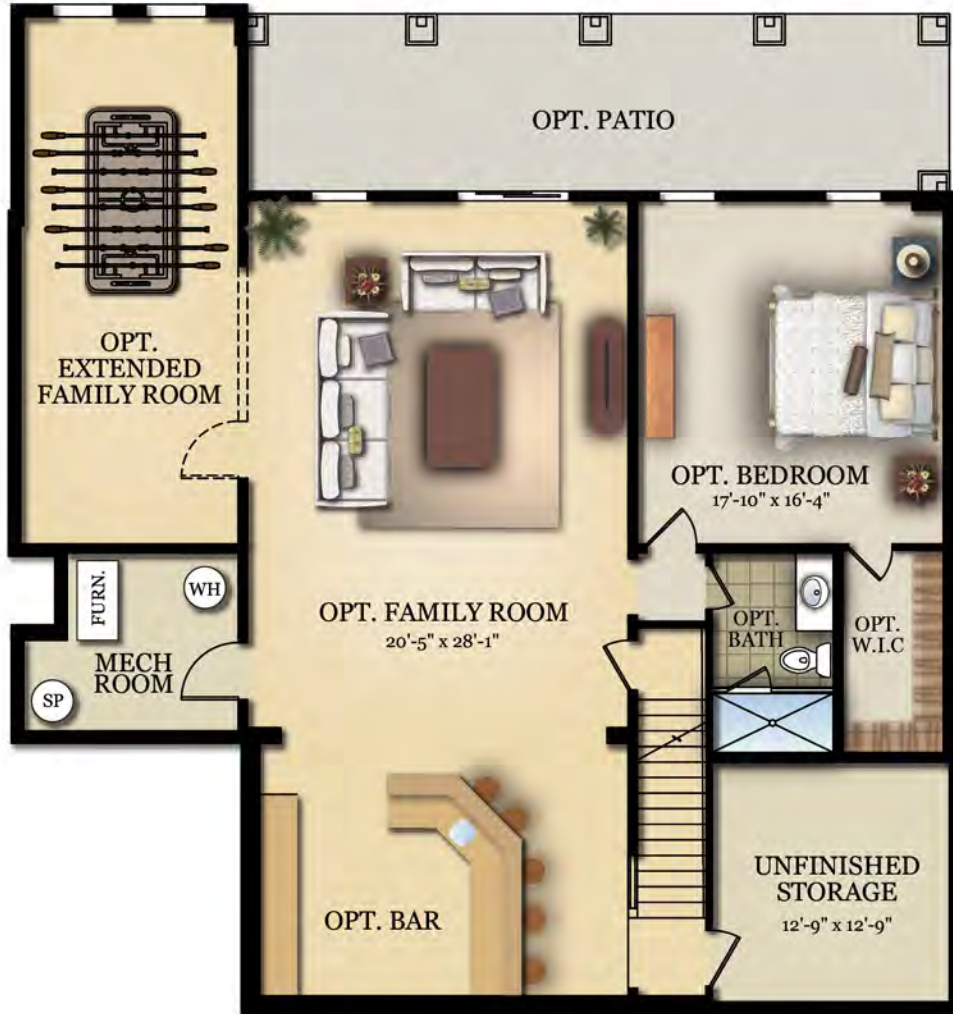 OPT. PATIO
OPT.
EXTENDED
FAMILY ROOM
OPT. BEDROOM
17'-10" x 16'-4"
FURN.
WH
MECH
ROOM
SP
OPT. FAMILY ROOM
20'-5" x 28'-1"
OPT.
BATH
OPT.
W.I.C
OPT. BAR
UNFINISHED
STORAGE
12'-9" x 12'-9"